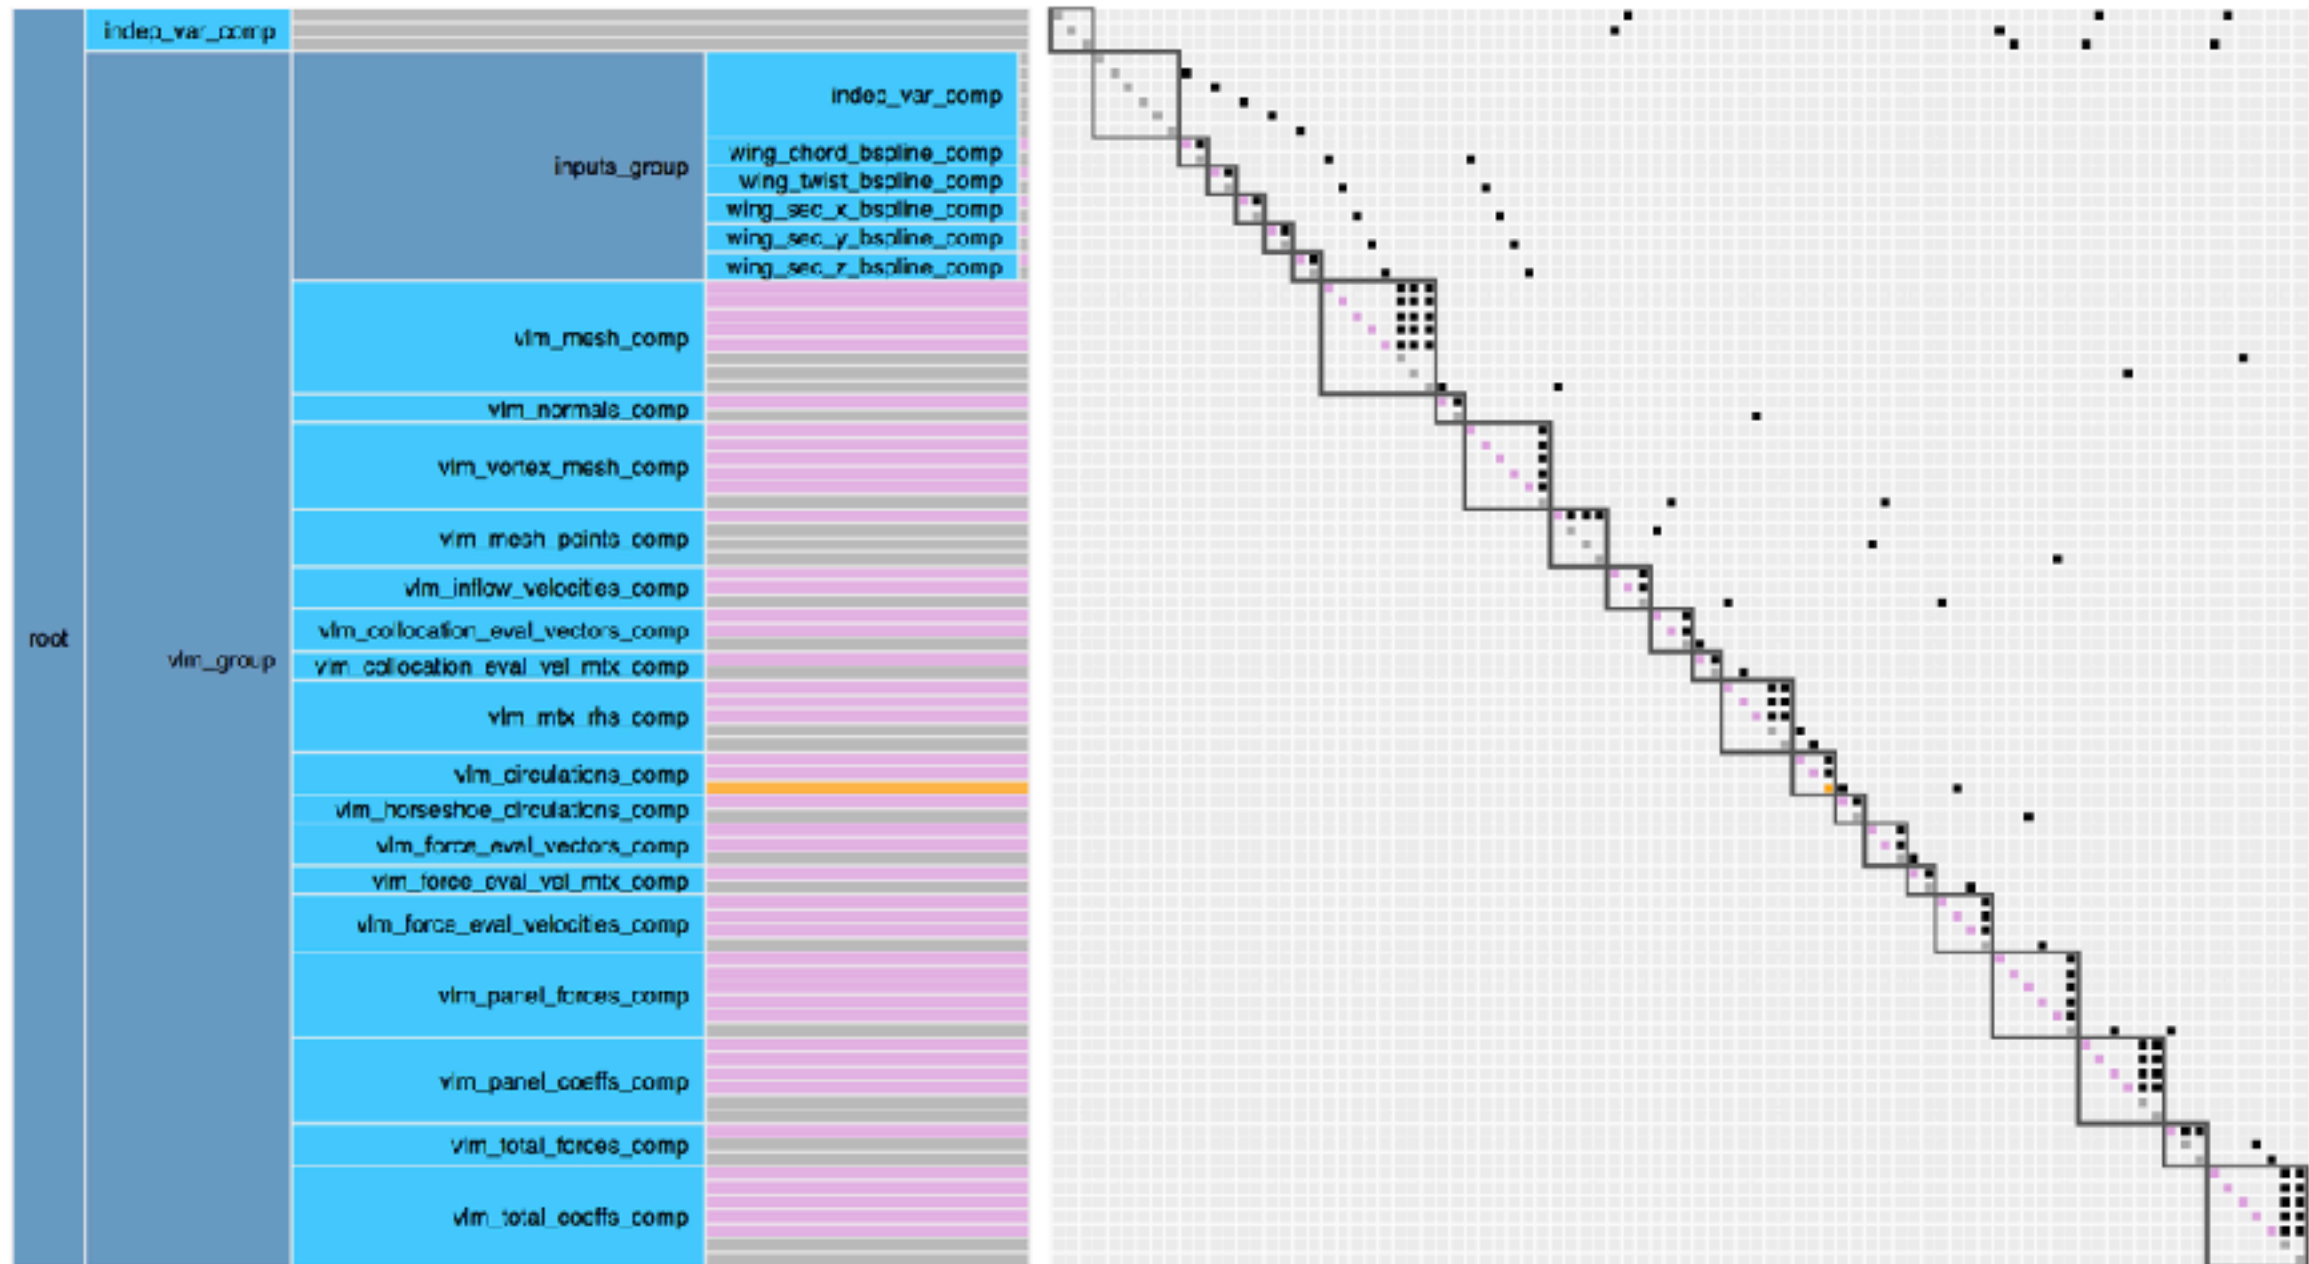 root
indep_var_comp
vlm_group
inputs_group
indep_var_comp
wing_chord_bspline_comp
wing_twist_bspline_comp
wing_sec_x_bspline_comp
wing_sec_y_bspline_comp
wing_sec_z_bspline_comp
vlm_mesh_comp
vlm_normals_comp
vlm_vortex_mesh_comp
vlm_mesh_points_comp
vlm_inflow_velocities_comp
vlm_collocation_eval_vectors_comp
vlm_collocation_eval_vel_mtx_comp
vlm_mtx_rhs_comp
vlm_circulations_comp
vlm_horseshoe_circulations_comp
vlm_force_eval_vectors_comp
vlm_force_eval_vel_mtx_comp
vlm_force_eval_velocities_comp
vlm_panel_forces_comp
vlm_panel_coeffs_comp
vlm_total_forces_comp
vlm_total_coeffs_comp